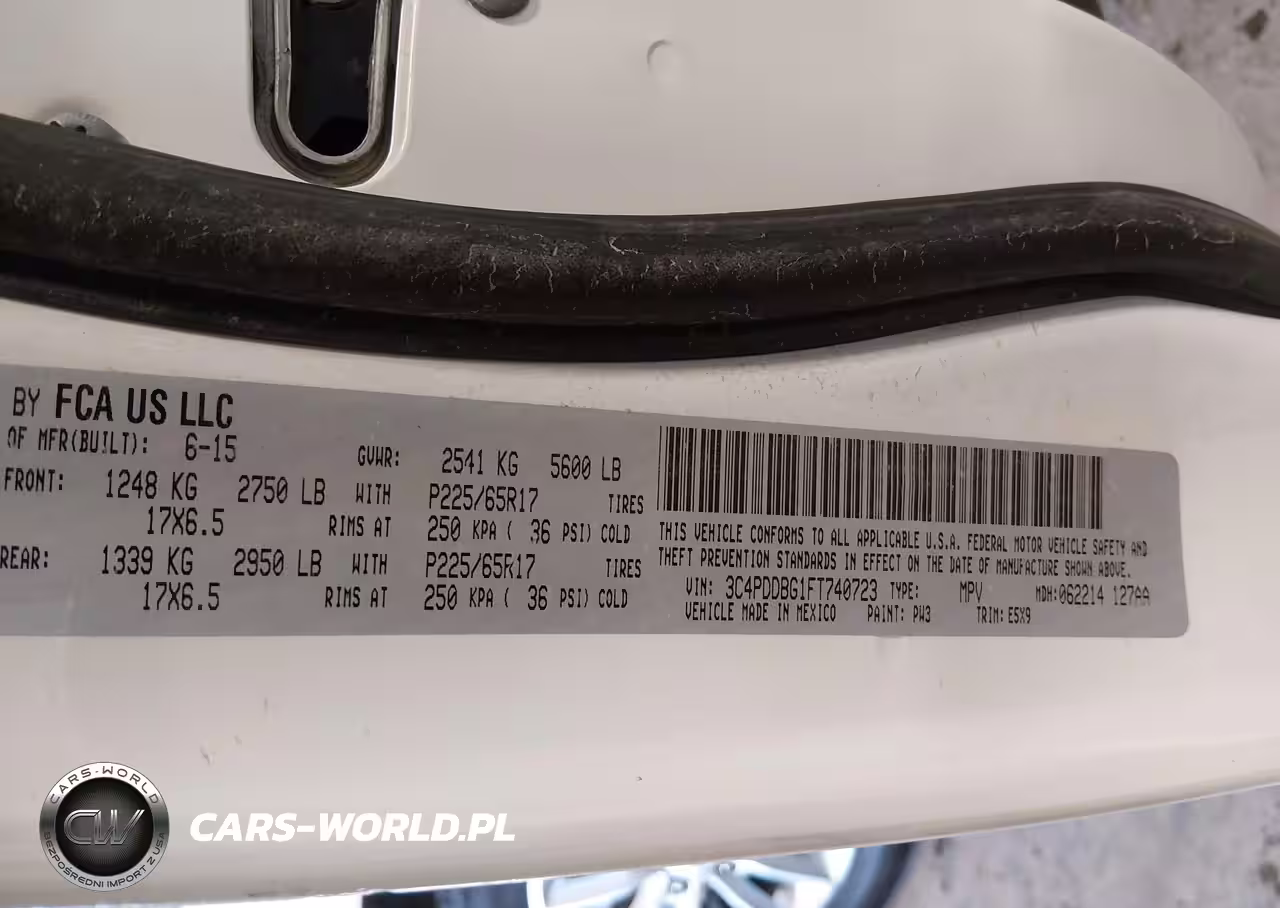 BY FCA US LLC
OF MFR(BUILT): 6-15
GVWR: 2541 KG 5600 LB
FRONT: 1248 KG 2750 LB WITH P225/65R17 TIRES
17X6.5 RIMS AT 250 KPA ( 36 PSI) COLD
REAR: 1339 KG 2950 LB WITH P225/65R17 TIRES
17X6.5 RIMS AT 250 KPA ( 36 PSI) COLD
THIS VEHICLE CONFORMS TO ALL APPLICABLE U.S.A. FEDERAL MOTOR VEHICLE SAFETY AND
THEFT PREVENTION STANDARDS IN EFFECT ON THE DATE OF MANUFACTURE SHOWN ABOVE.
VIN: 3C4PDDBG1FT740723 TYPE: MPV MDH:062214 127AA
VEHICLE MADE IN MEXICO PAINT: PW3 TRIM: E5X9
CARS-WORLD
CW
BEZPOŚREDNI IMPORT Z USA
CARS-WORLD.PL